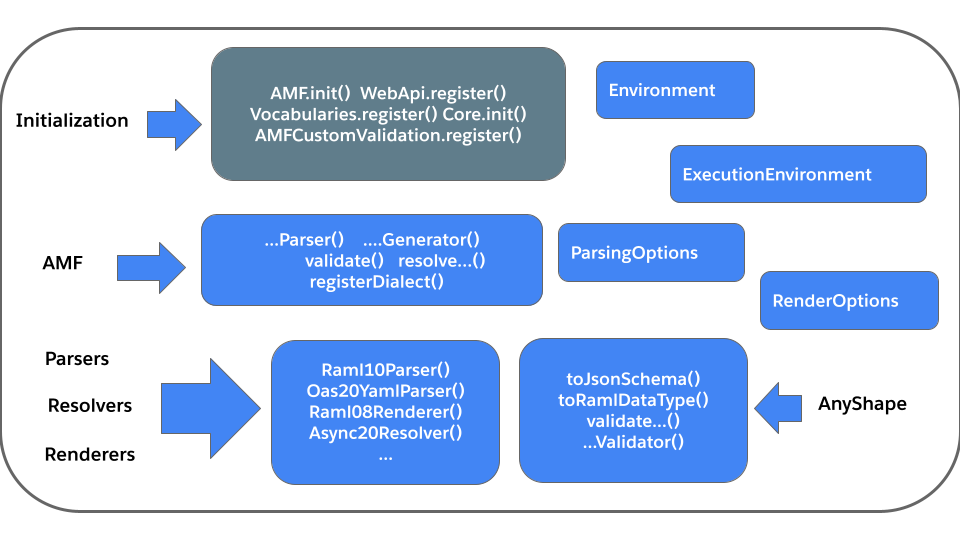 Initialization
AMF.init()  WebApi.register()
Vocabularies.register() Core.init()
AMFCustomValidation.register()
Environment
ExecutionEnvironment
AMF
...Parser()    ....Generator()
validate()   resolve...()
registerDialect()
ParsingOptions
RenderOptions
Parsers
Resolvers
Renderers
Raml10Parser()
Oas20YamlParser()
Raml08Renderer()
Async20Resolver()
...
toJsonSchema()
toRamlDataType()
validate...()
...Validator()
AnyShape